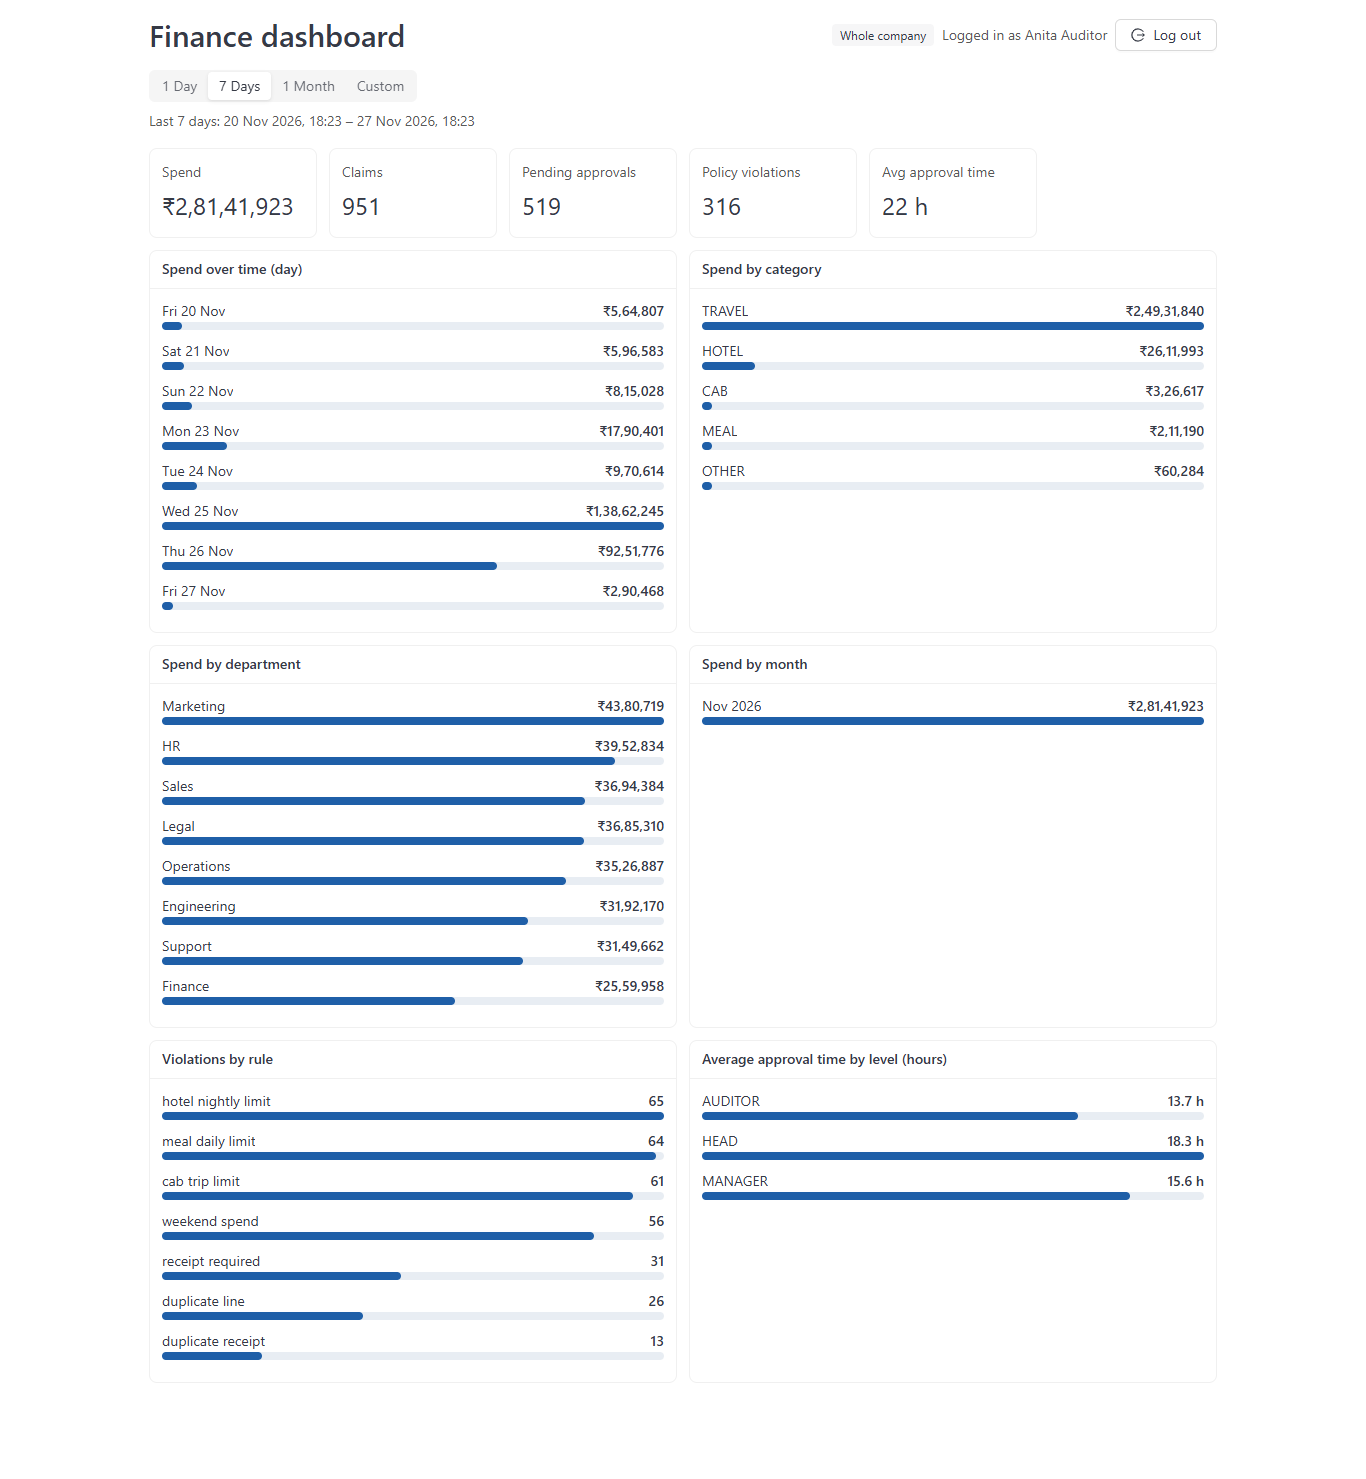 Finance dashboard
Whole company
Logged in as Anita Auditor
Log out
1 Day
7 Days
1 Month
Custom
Last 7 days: 20 Nov 2026, 18:23 – 27 Nov 2026, 18:23
Spend
₹2,81,41,923
Claims
951
Pending approvals
519
Policy violations
316
Avg approval time
22 h
Spend over time (day)
Fri 20 Nov ₹5,64,807
Sat 21 Nov ₹5,96,583
Sun 22 Nov ₹8,15,028
Mon 23 Nov ₹17,90,401
Tue 24 Nov ₹9,70,614
Wed 25 Nov ₹1,38,62,245
Thu 26 Nov ₹92,51,776
Fri 27 Nov ₹2,90,468
Spend by category
TRAVEL ₹2,49,31,840
HOTEL ₹26,11,993
CAB ₹3,26,617
MEAL ₹2,11,190
OTHER ₹60,284
Spend by department
Marketing ₹43,80,719
HR ₹39,52,834
Sales ₹36,94,384
Legal ₹36,85,310
Operations ₹35,26,887
Engineering ₹31,92,170
Support ₹31,49,662
Finance ₹25,59,958
Spend by month
Nov 2026 ₹2,81,41,923
Violations by rule
hotel nightly limit 65
meal daily limit 64
cab trip limit 61
weekend spend 56
receipt required 31
duplicate line 26
duplicate receipt 13
Average approval time by level (hours)
AUDITOR 13.7 h
HEAD 18.3 h
MANAGER 15.6 h